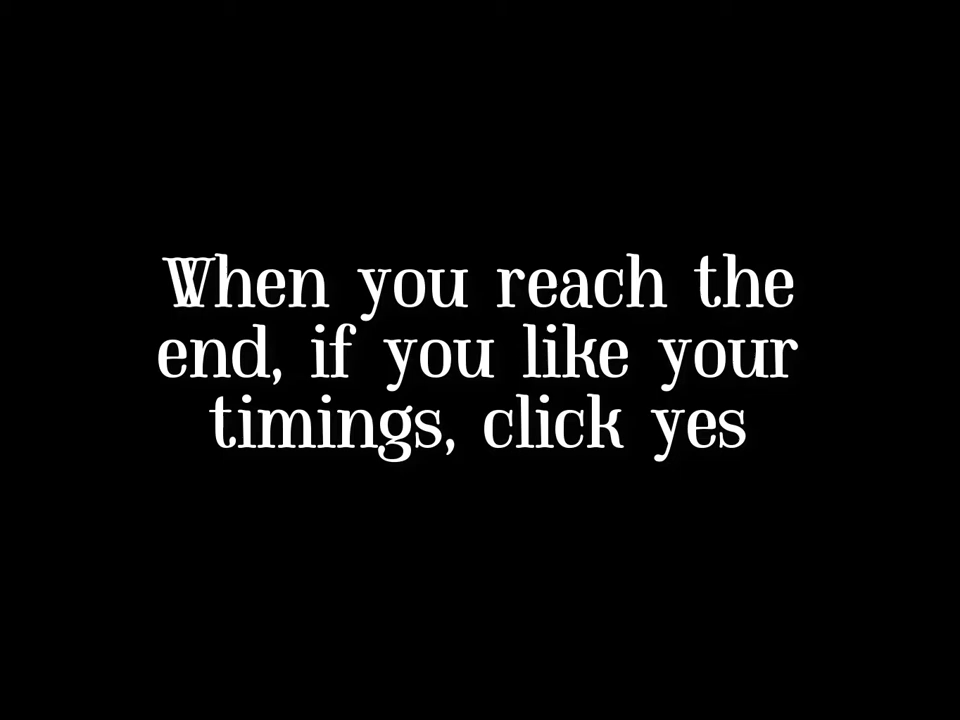 When you reach the
end, if you like your
timings, click yes